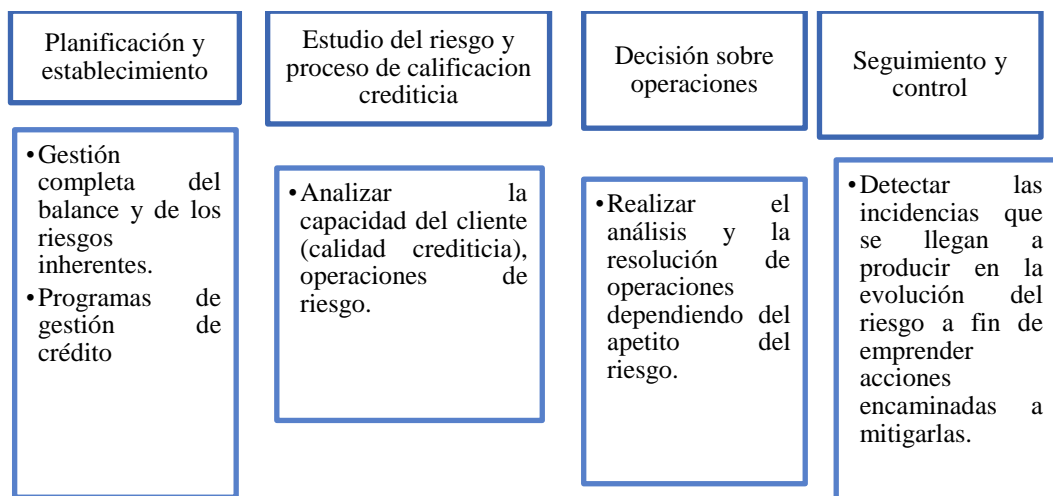 Planificación y
establecimiento
Estudio del riesgo y
proceso de calificacion
crediticia
Decisión sobre
operaciones
Seguimiento y
control
•Gestión
completa del
balance y de los
riesgos
inherentes.
•Programas de
gestión de
crédito
•Analizar la
capacidad del cliente
(calidad crediticia),
operaciones de
riesgo.
•Realizar el
análisis y la
resolución de
operaciones
dependiendo del
apetito del
riesgo.
•Detectar las
incidencias que
se llegan a
producir en la
evolución del
riesgo a fin de
emprender
acciones
encaminadas a
mitigarlas.